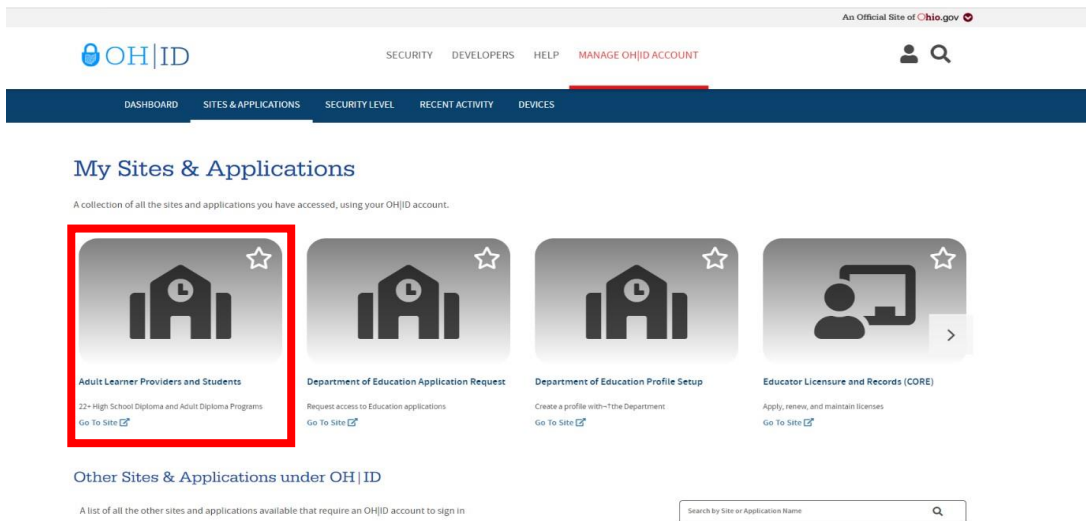 An Official Site of Ohio.gov
OH|ID
SECURITY DEVELOPERS HELP MANAGE OH|ID ACCOUNT
DASHBOARD SITES & APPLICATIONS SECURITY LEVEL RECENT ACTIVITY DEVICES
My Sites & Applications
A collection of all the sites and applications you have accessed, using your OH|ID account.
Adult Learner Providers and Students
22+ High School Diploma and Adult Diploma Programs
Go To Site
Department of Education Application Request
Request access to Education applications
Go To Site
Department of Education Profile Setup
Create a profile with¬†the Department
Go To Site
Educator Licensure and Records (CORE)
Apply, renew, and maintain licenses
Go To Site
Other Sites & Applications under OH|ID
A list of all the other sites and applications available that require an OH|ID account to sign in
Search by Site or Application Name